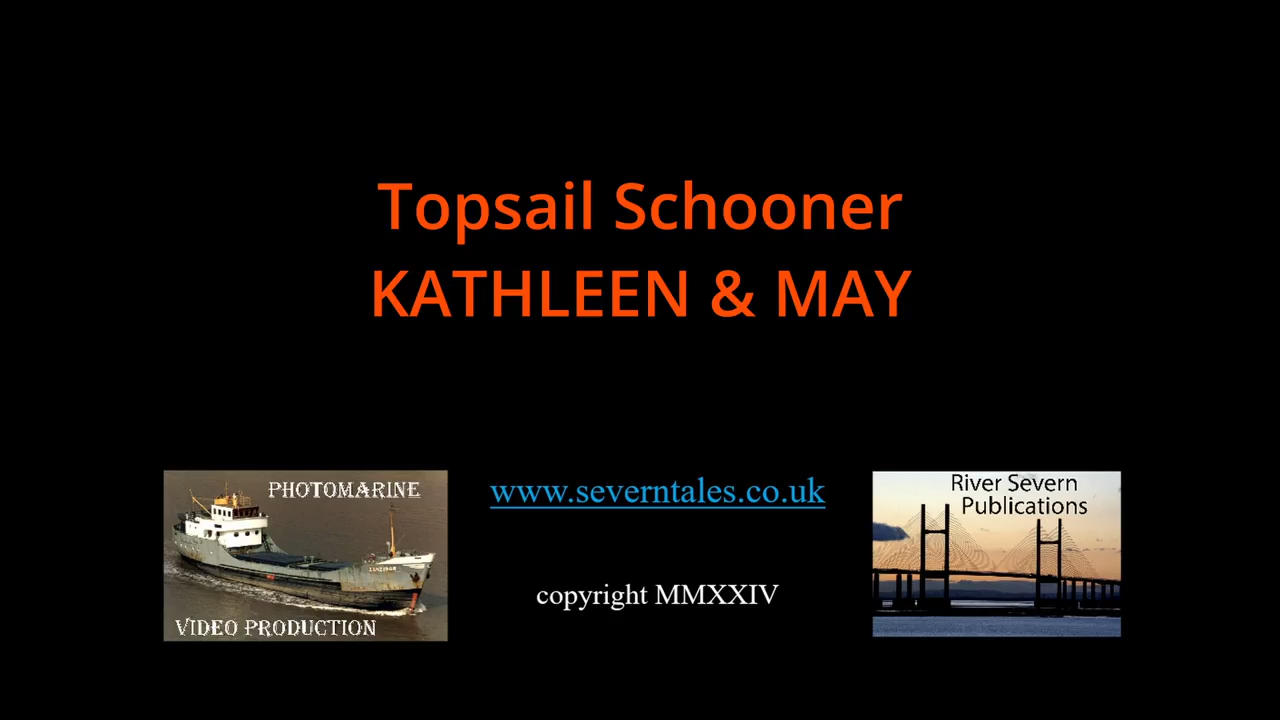 Topsail Schooner
KATHLEEN & MAY
PHOTOMARINE
VIDEO PRODUCTION
www.severntales.co.uk
copyright MMXXIV
River Severn
Publications